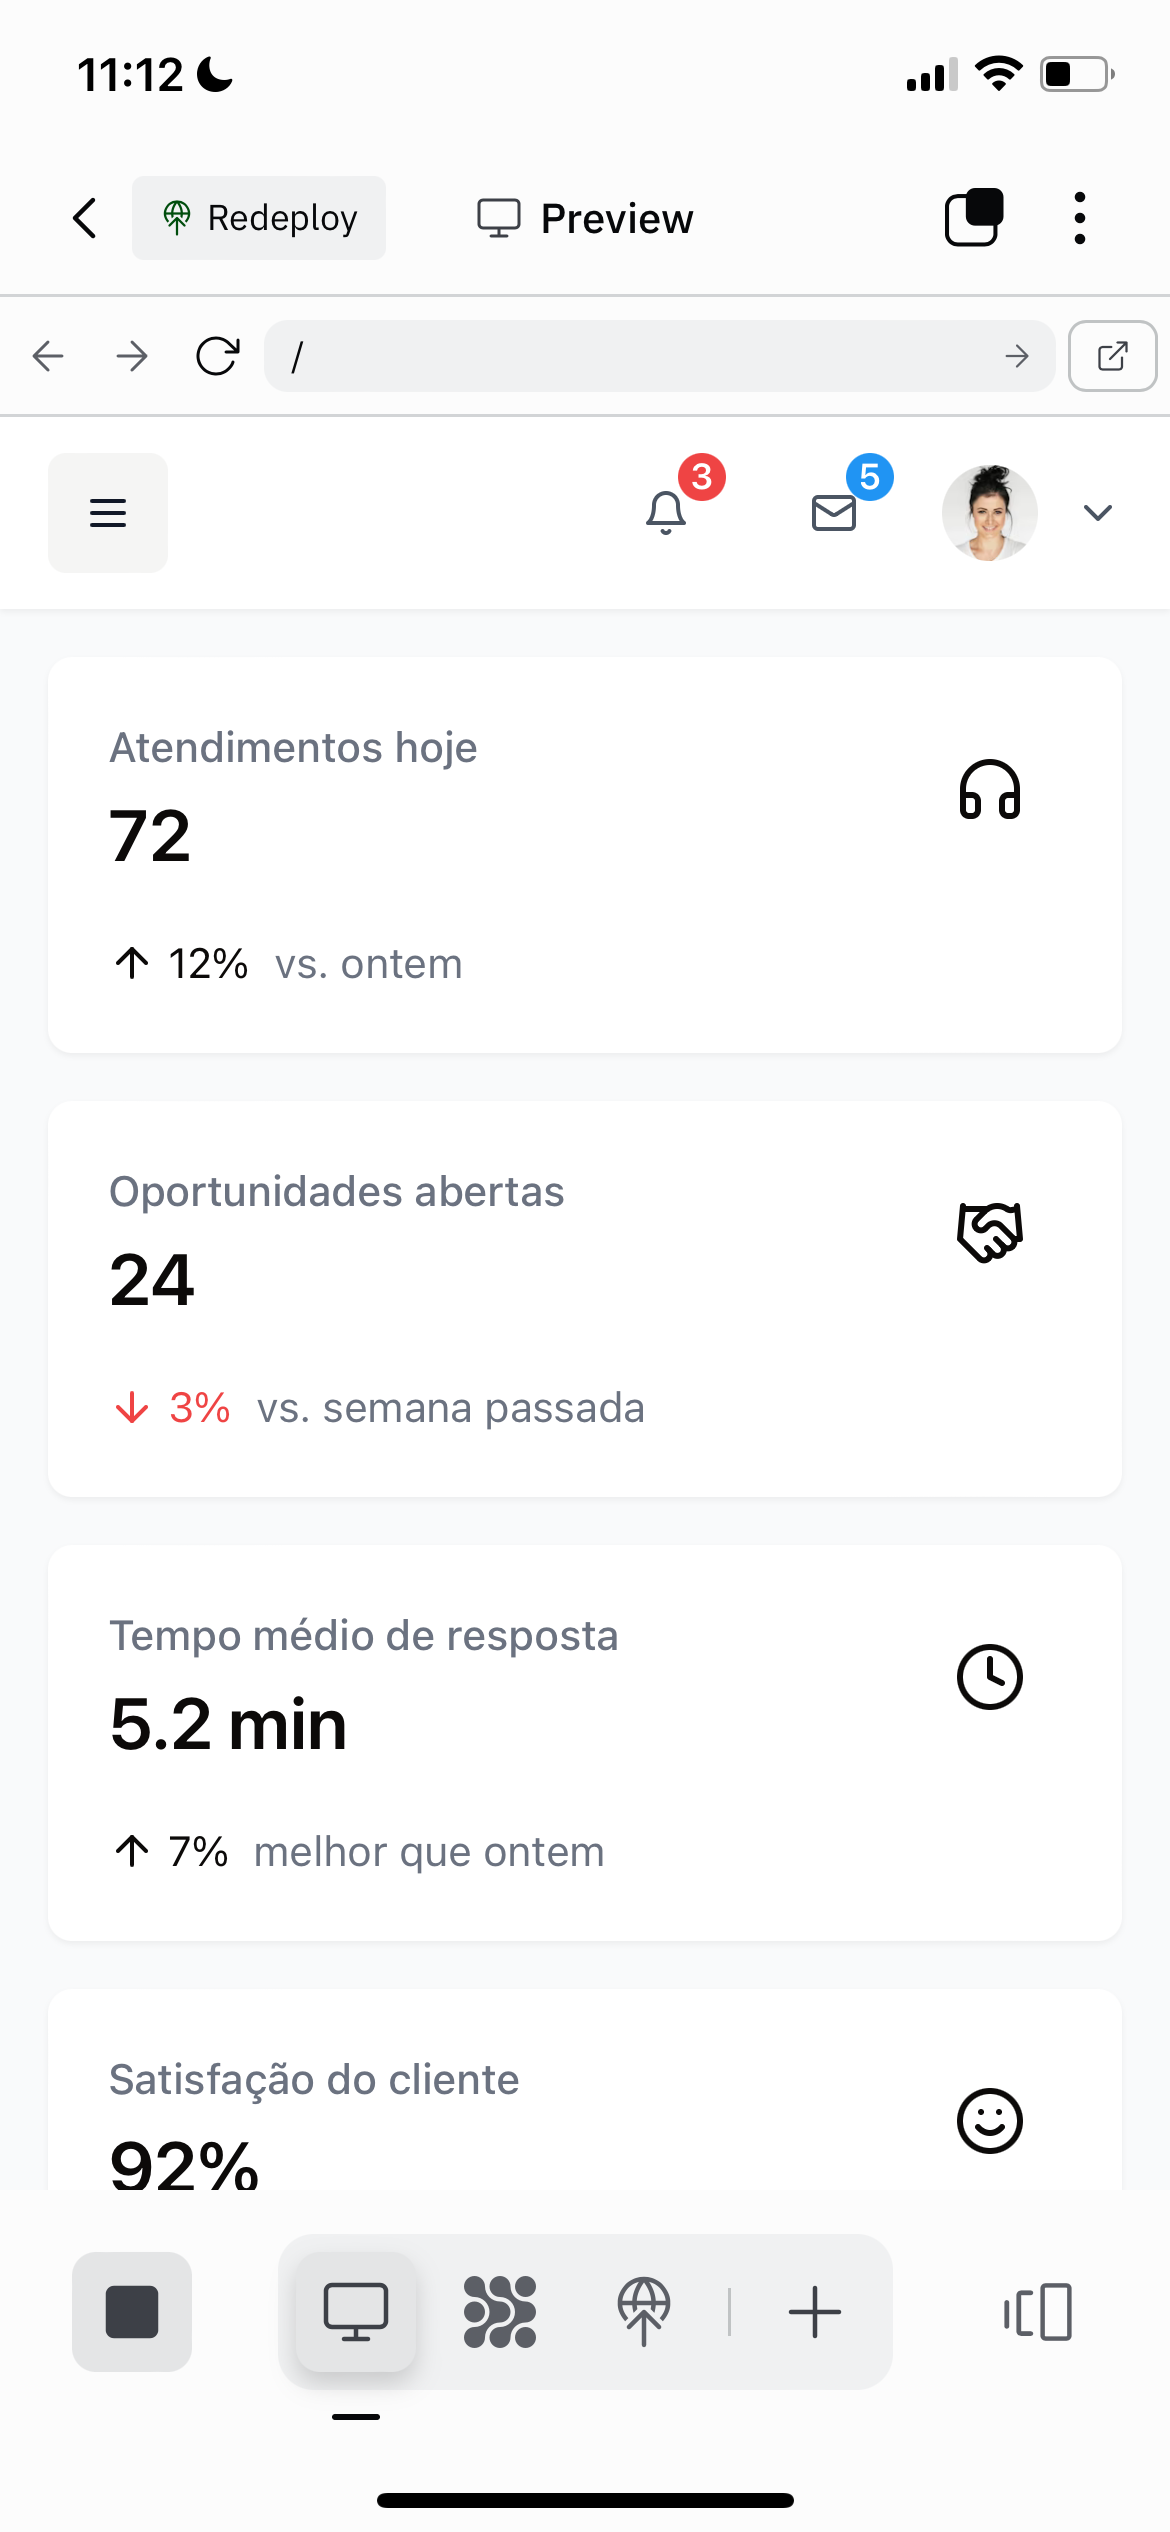 11:12
Redeploy
Preview
/
3
5
Atendimentos hoje
72
12% vs. ontem
Oportunidades abertas
24
3% vs. semana passada
Tempo médio de resposta
5.2 min
7% melhor que ontem
Satisfação do cliente
92%